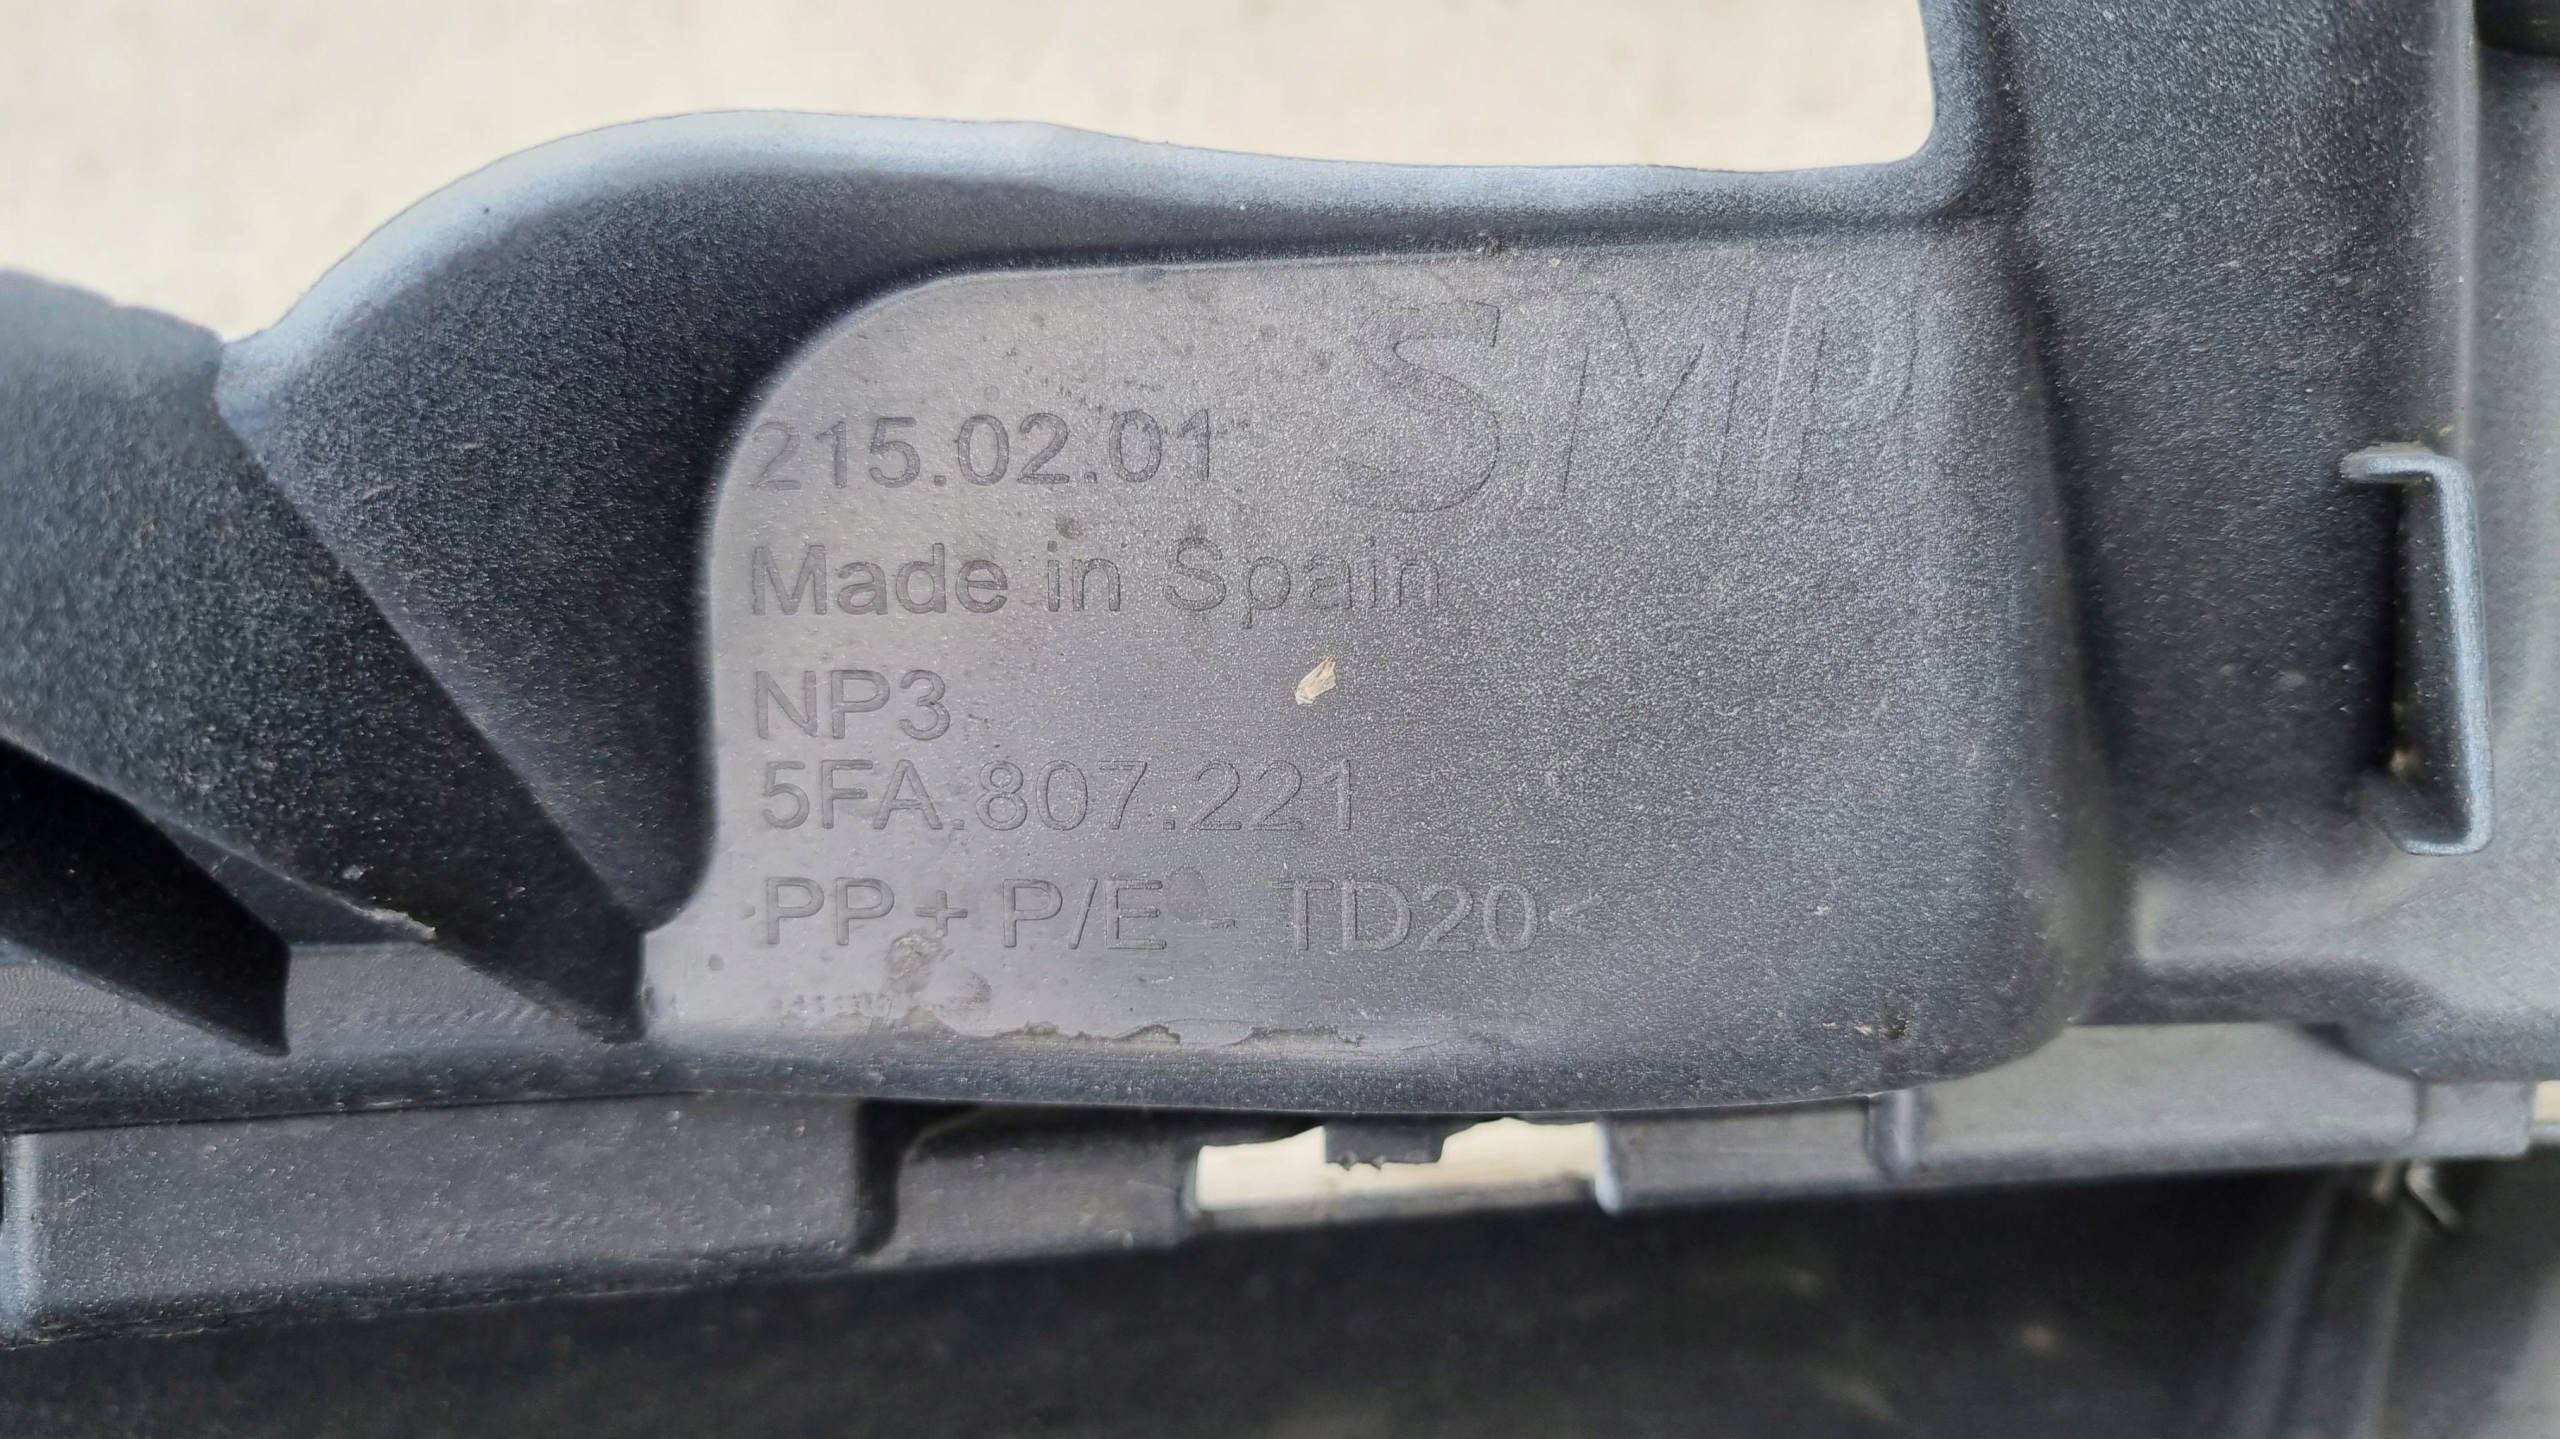 SMP
215.02.01
Made in Spain
NP3
5FA.807.221
PP + P/E - TD20<